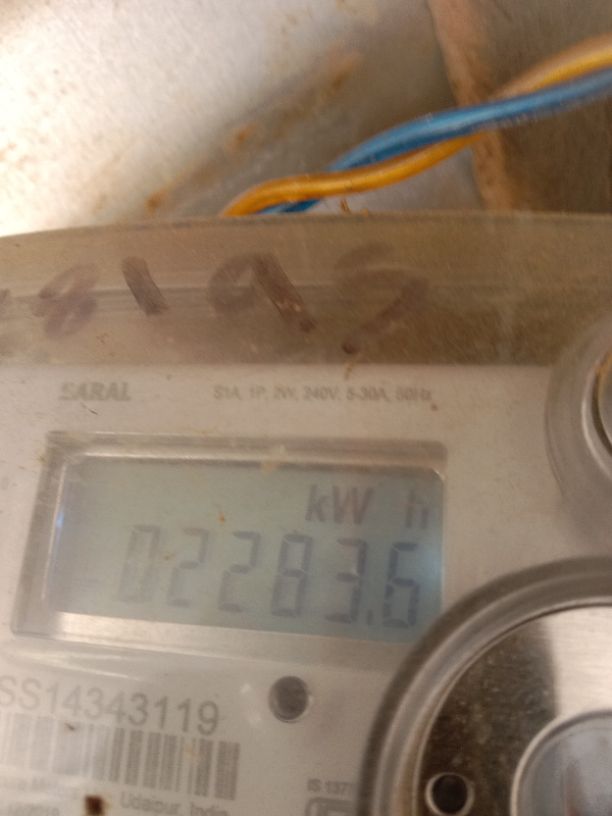 SARAL
S1A, 1P, 2W, 240V, 5-30A, 50Hz
kW h
02283.6
SS14343119
Udaipur, India